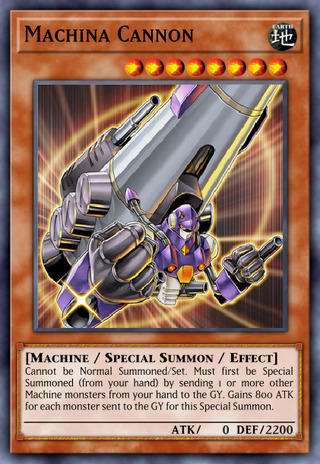 Machina Cannon
EARTH
地
[Machine / Special Summon / Effect]
Cannot be Normal Summoned/Set. Must first be Special
Summoned (from your hand) by sending 1 or more other
Machine monsters from your hand to the GY. Gains 800 ATK
for each monster sent to the GY for this Special Summon.
ATK/ 0 DEF/2200